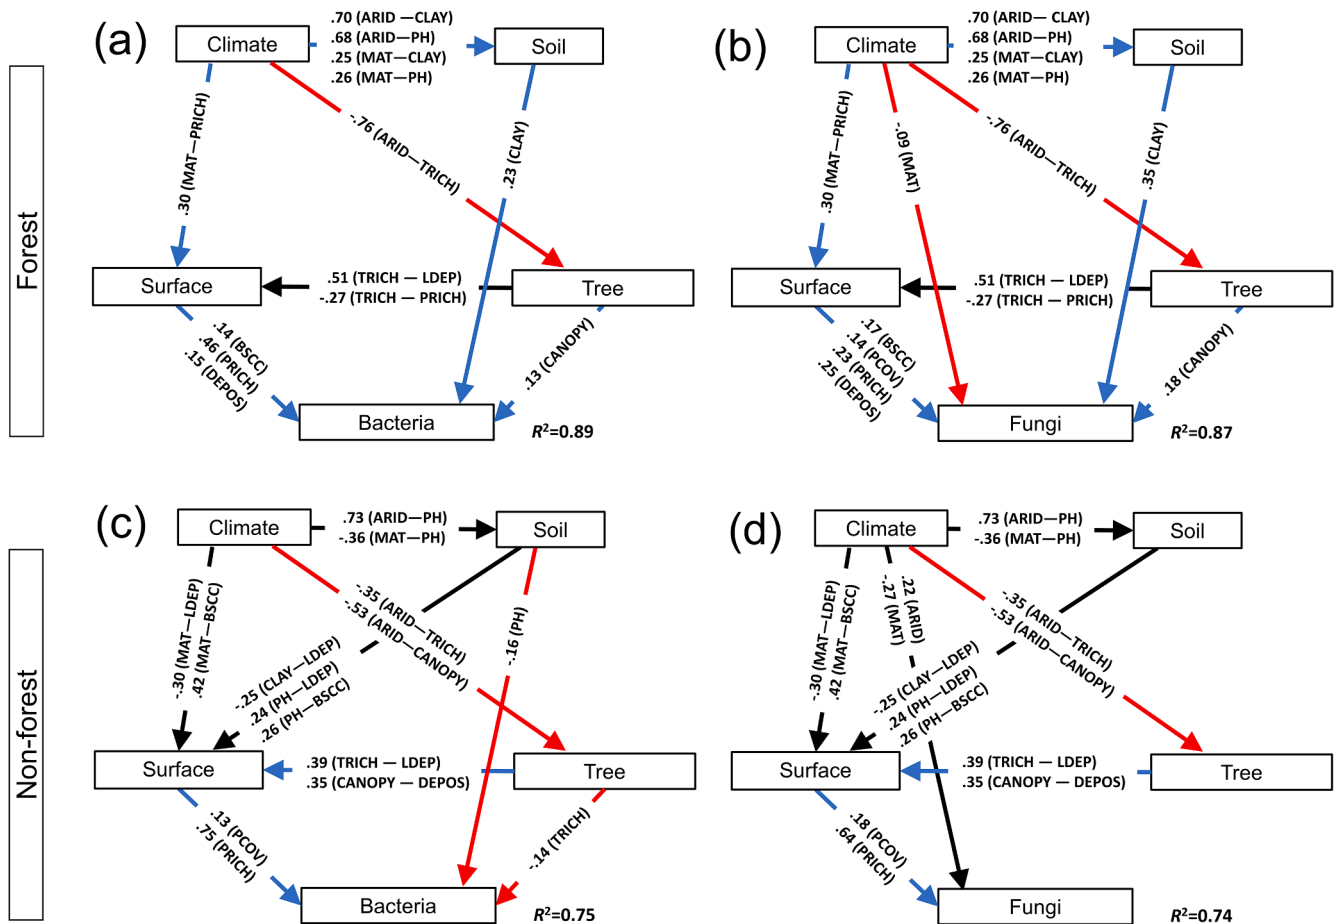 (a)
Climate
.70 (ARID —CLAY)
.68 (ARID—PH)
.25 (MAT—CLAY)
.26 (MAT—PH)
Soil
Forest
.30 (MAT—PRICH)
-.76 (ARID—TRICH)
.23 (CLAY)
Surface
.51 (TRICH — LDEP)
-.27 (TRICH — PRICH)
Tree
.14 (BSCC)
.46 (PRICH)
.15 (DEPOS)
.13 (CANOPY)
Bacteria
R²=0.89
(b)
Climate
.70 (ARID— CLAY)
.68 (ARID—PH)
.25 (MAT—CLAY)
.26 (MAT—PH)
Soil
.30 (MAT—PRICH)
-.09 (MAT)
-.76 (ARID—TRICH)
.35 (CLAY)
Surface
.51 (TRICH — LDEP)
-.27 (TRICH — PRICH)
Tree
.17 (BSCC)
.14 (PCOV)
.23 (PRICH)
.25 (DEPOS)
.18 (CANOPY)
Fungi
R²=0.87
(c)
Climate
.73 (ARID—PH)
-.36 (MAT—PH)
Soil
Non-forest
-.30 (MAT—LDEP)
.42 (MAT—BSCC)
-.35 (ARID—TRICH)
-.53 (ARID—CANOPY)
-.16 (PH)
-.25 (CLAY—LDEP)
.24 (PH—LDEP)
.26 (PH—BSCC)
Surface
.39 (TRICH — LDEP)
.35 (CANOPY — DEPOS)
Tree
.13 (PCOV)
.75 (PRICH)
-.14 (TRICH)
Bacteria
R²=0.75
(d)
Climate
.73 (ARID—PH)
-.36 (MAT—PH)
Soil
-.30 (MAT—LDEP)
.42 (MAT—BSCC)
.22 (ARID)
-.27 (MAT)
-.35 (ARID—TRICH)
-.53 (ARID—CANOPY)
-.25 (CLAY—LDEP)
.24 (PH—LDEP)
.26 (PH—BSCC)
Surface
.39 (TRICH — LDEP)
.35 (CANOPY — DEPOS)
Tree
.18 (PCOV)
.64 (PRICH)
Fungi
R²=0.74